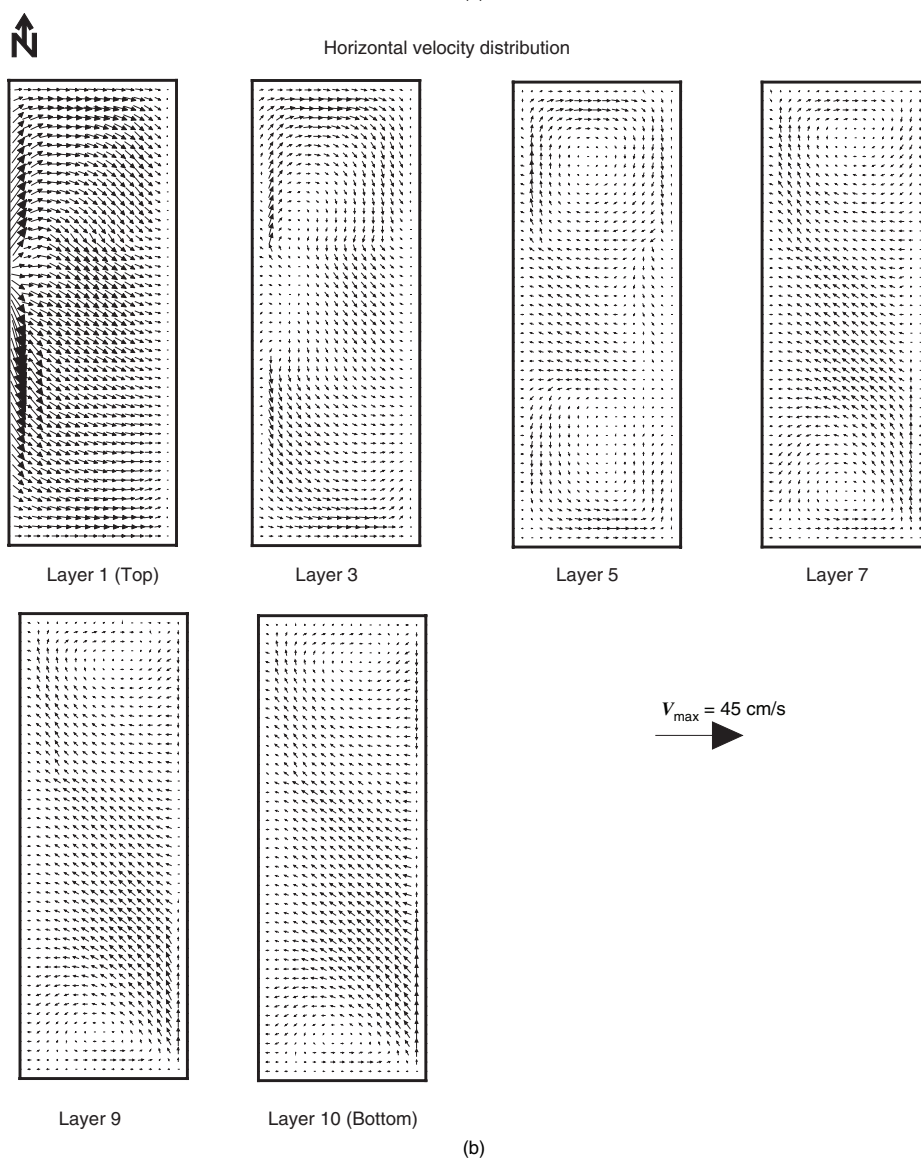 N
Horizontal velocity distribution
Layer 1 (Top)
Layer 3
Layer 5
Layer 7
Vmax = 45 cm/s
Layer 9
Layer 10 (Bottom)
(b)